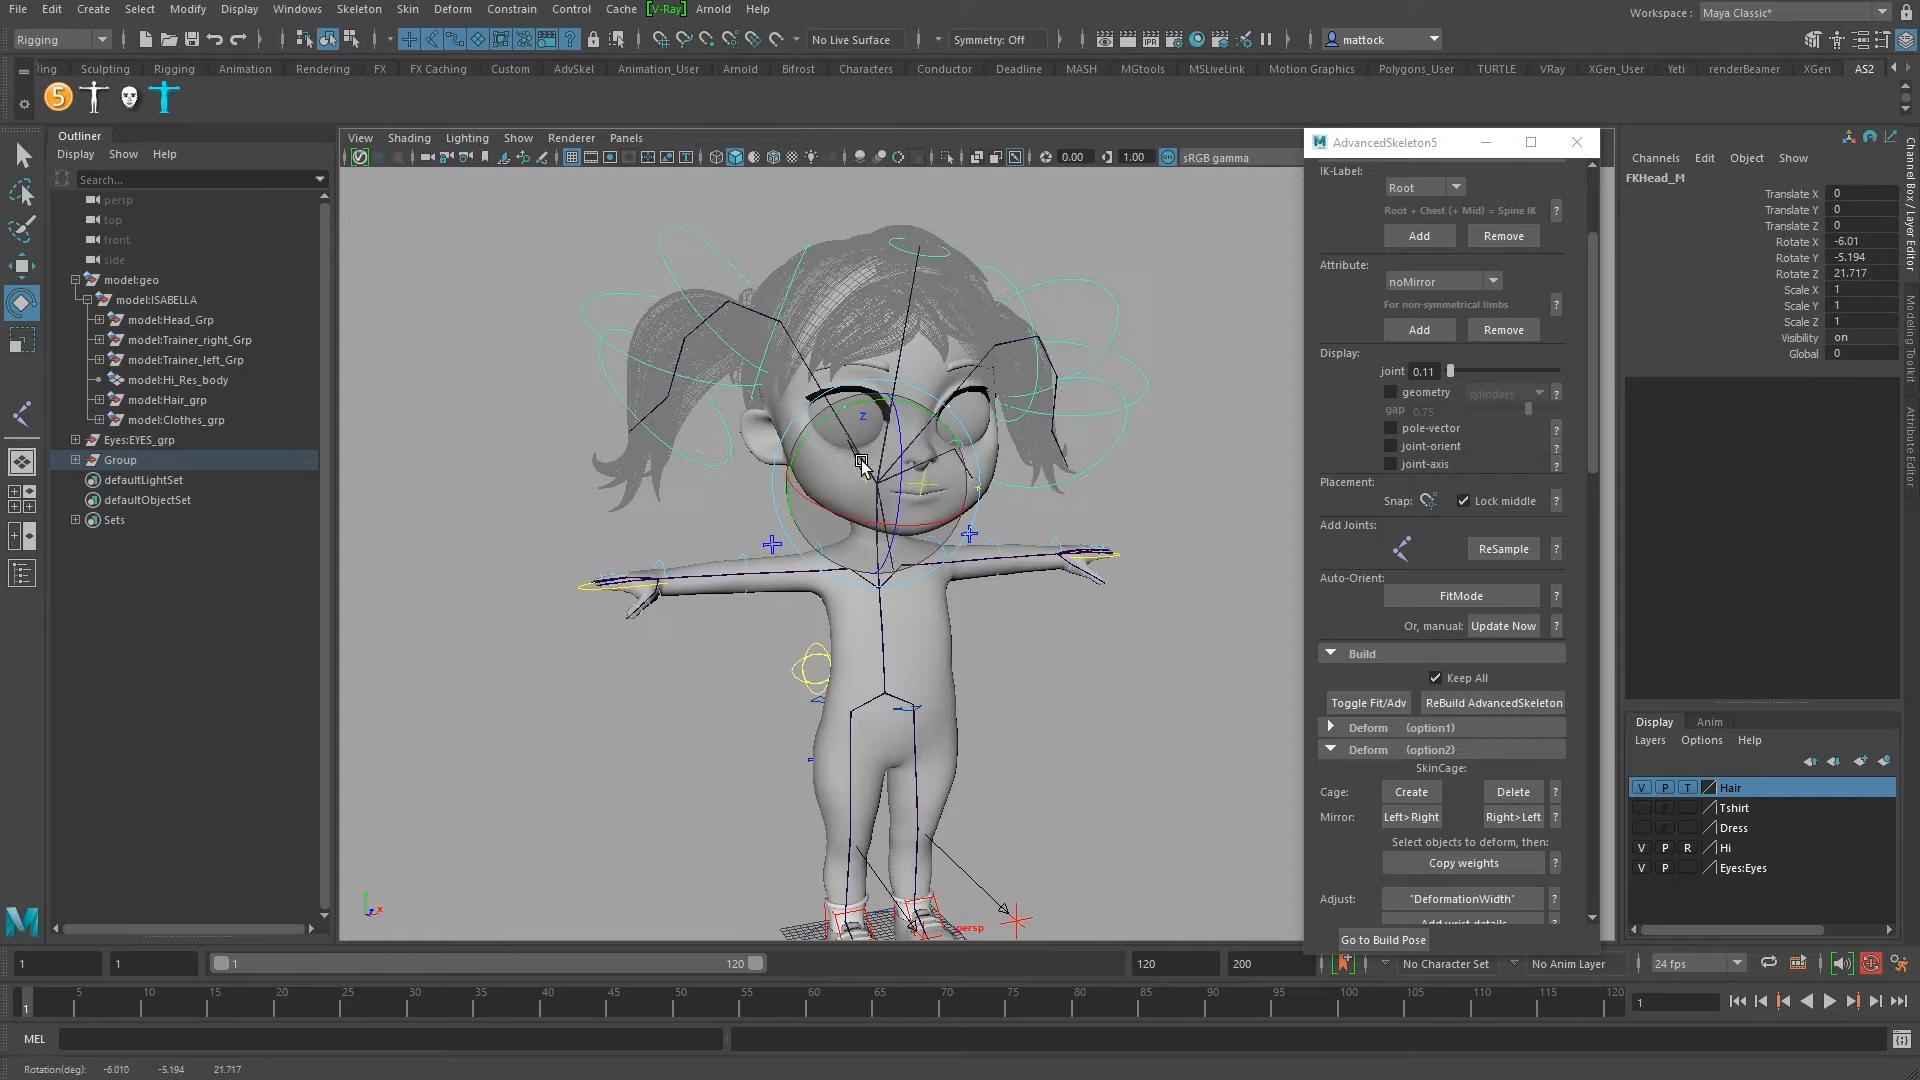 File Edit Create Select Modify Display Windows Skeleton Skin Deform Constrain Control Cache [V-Ray] Arnold Help
Workspace : Maya Classic*
Rigging
No Live Surface
Symmetry: Off
mattock
Sculpting Rigging Animation Rendering FX FX Caching Custom AdvSkel Animation_User Arnold Bifrost Characters Conductor Deadline MASH MGtools MSLiveLink Motion Graphics Polygons_User TURTLE VRay XGen_User Yeti renderBeamer XGen AS2
5
Outliner
Display Show Help
Search...
persp
top
front
side
model:geo
model:ISABELLA
model:Head_Grp
model:Trainer_right_Grp
model:Trainer_left_Grp
model:Hi_Res_body
model:Hair_grp
model:Clothes_grp
Eyes:EYES_grp
Group
defaultLightSet
defaultObjectSet
Sets
View Shading Lighting Show Renderer Panels
0.00
1.00
sRGB gamma
z
x
persp
AdvancedSkeleton5
IK-Label:
Root
Root + Chest (+ Mid) = Spine IK
?
Add Remove
Attribute:
noMirror
For non-symmetrical limbs
?
Add Remove
Display:
joint 0.11
geometry cylinders ?
gap 0.75
pole-vector ?
joint-orient ?
joint-axis ?
Placement:
Snap: Lock middle ?
Add Joints:
ReSample ?
Auto-Orient:
FitMode ?
Or, manual: Update Now ?
Build
Keep All
Toggle Fit/Adv ReBuild AdvancedSkeleton
Deform (option1)
Deform (option2)
SkinCage:
Cage: Create Delete ?
Mirror: Left>Right Right>Left ?
Select objects to deform, then:
Copy weights ?
Adjust: "DeformationWidth" ?
Add wrist details
Go to Build Pose
Channels Edit Object Show
FKHead_M
Translate X 0
Translate Y 0
Translate Z 0
Rotate X -6.01
Rotate Y -5.194
Rotate Z 21.717
Scale X 1
Scale Y 1
Scale Z 1
Visibility on
Global 0
Channel Box / Layer Editor
Modeling Toolkit
Attribute Editor
Display Anim
Layers Options Help
V P T Hair
P Tshirt
P Dress
V P R Hi
V P Eyes:Eyes
1 1 1 120 120 200
No Character Set
No Anim Layer
24 fps
1 5 10 15 20 25 30 35 40 45 50 55 60 65 70 75 80 85 90 95 100 105 110 115 120
1
MEL
Rotation(deg): -6.010 -5.194 21.717